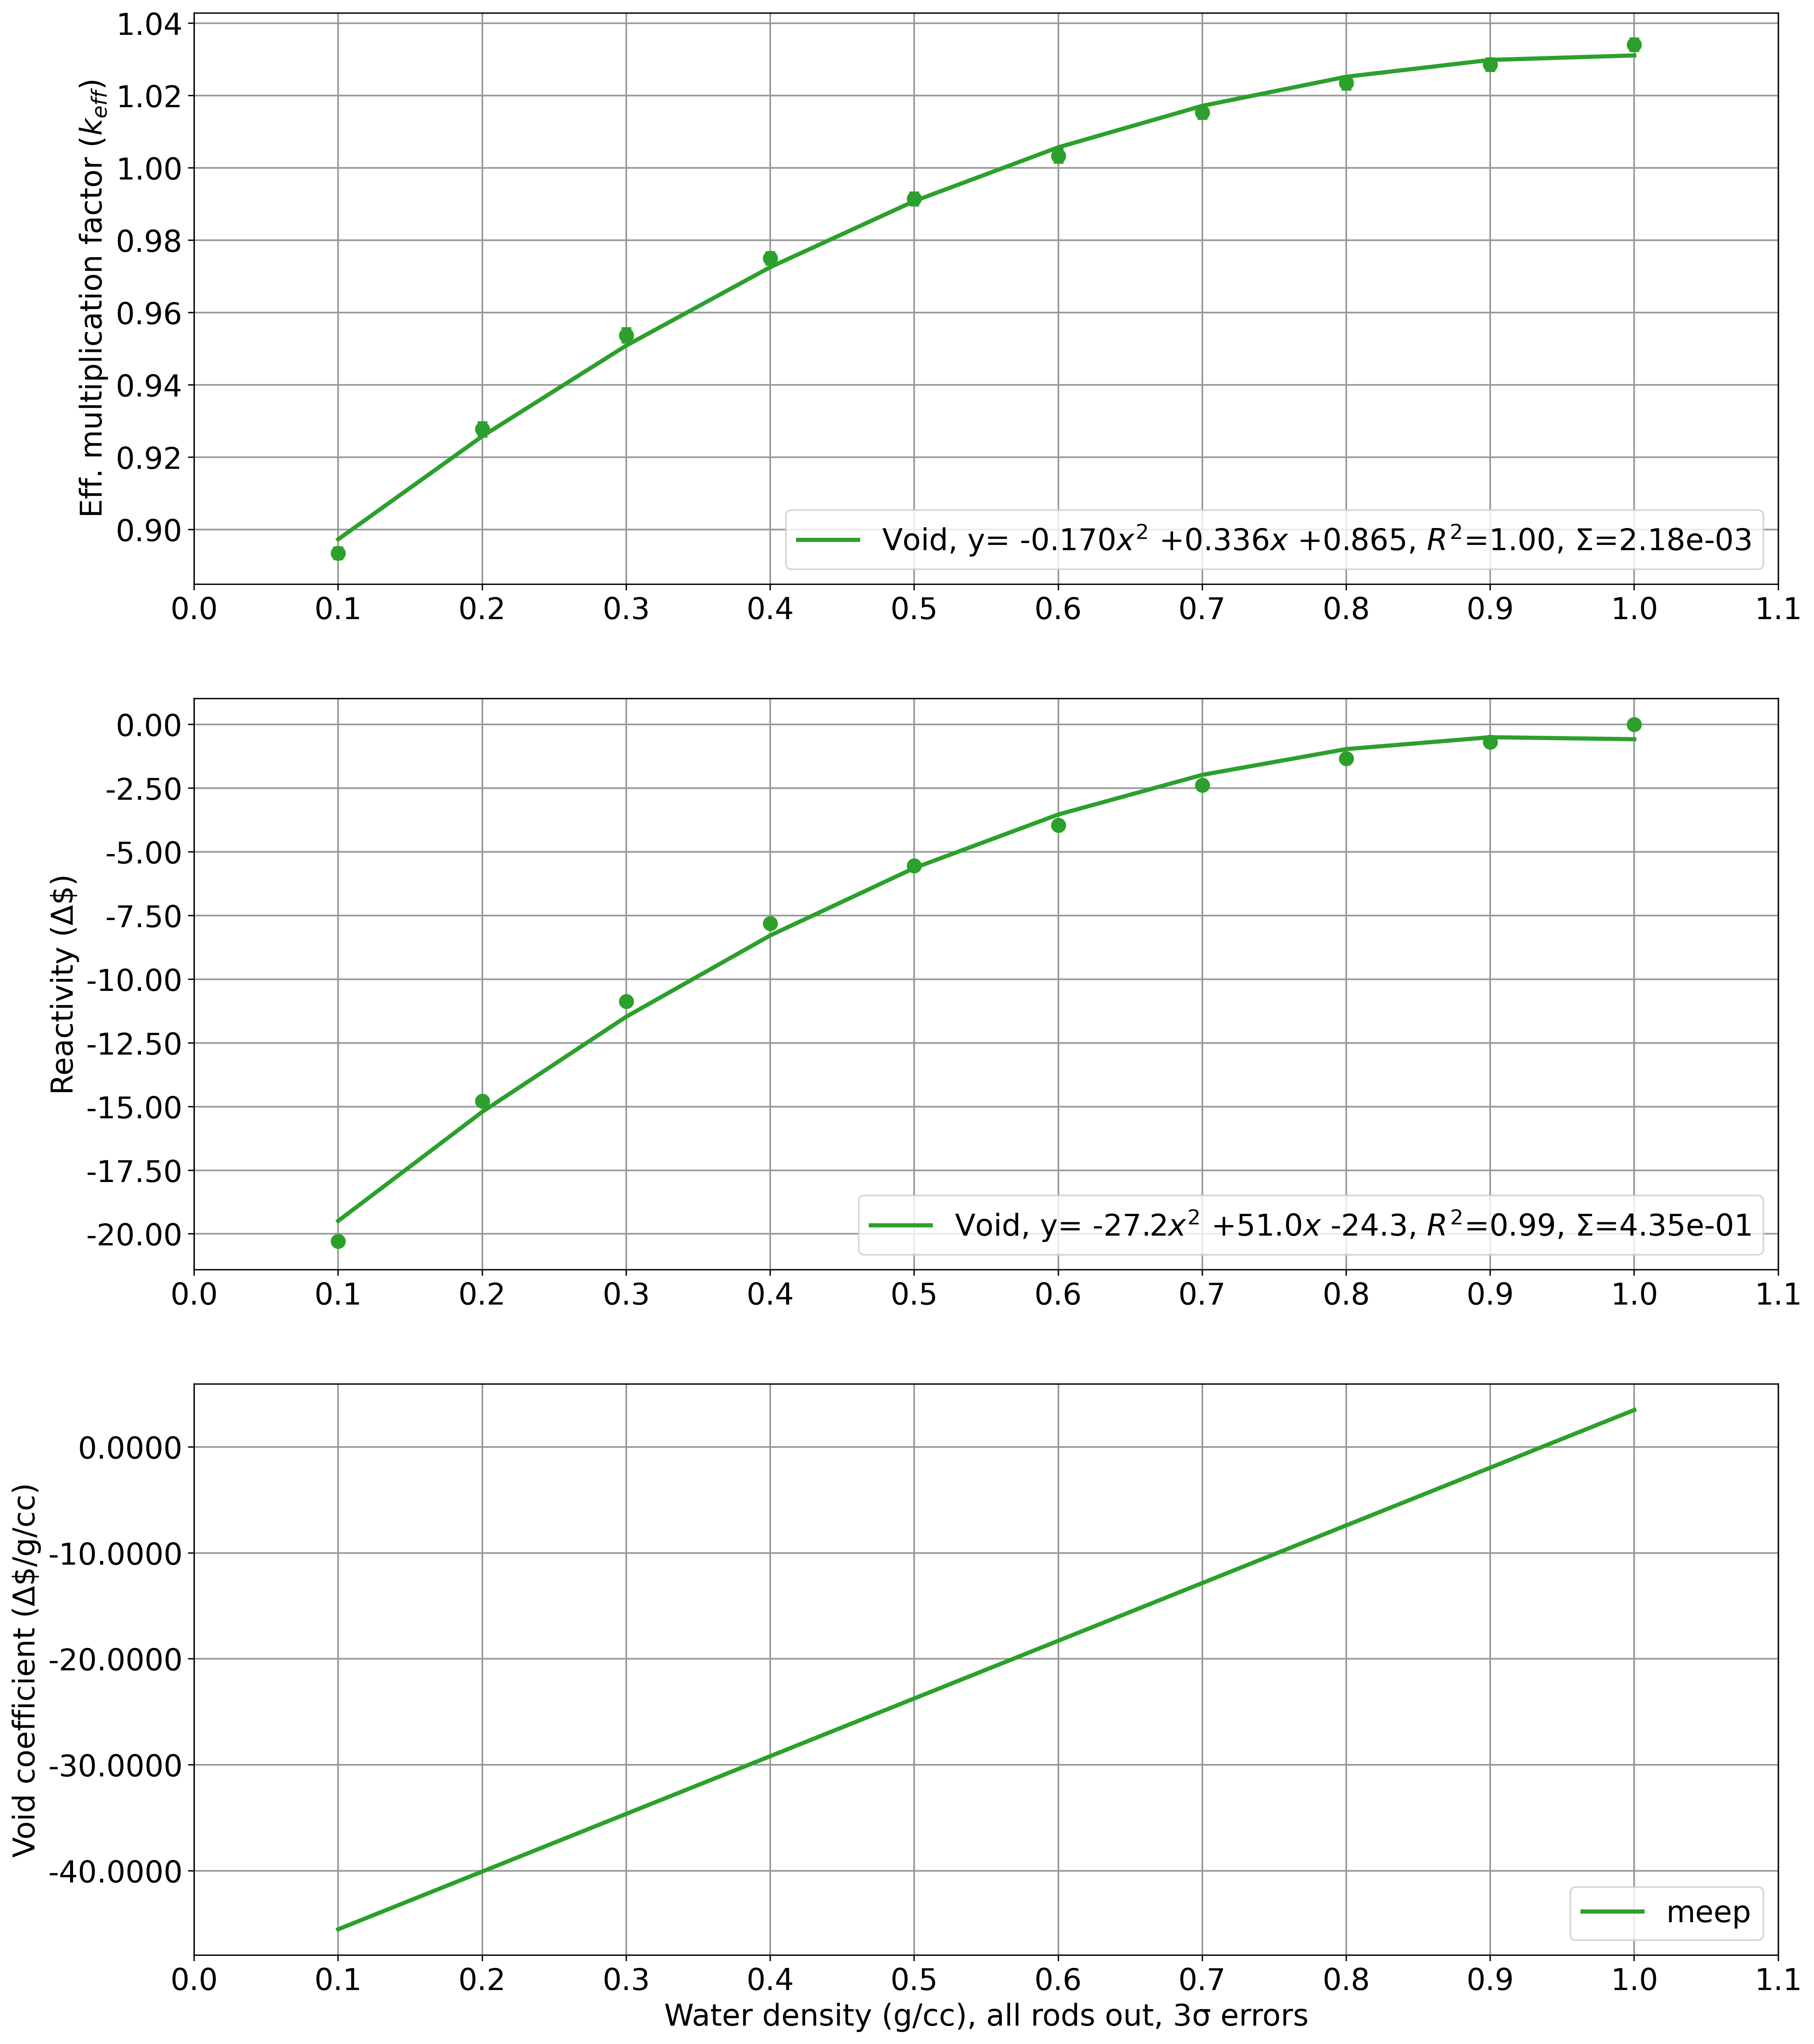 1.04
1.02
1.00
0.98
0.96
0.94
0.92
0.90
Eff. multiplication factor (k_eff)
Void, y= -0.170x² +0.336x +0.865, R²=1.00, Σ=2.18e-03
0.0 0.1 0.2 0.3 0.4 0.5 0.6 0.7 0.8 0.9 1.0 1.1
0.00
-2.50
-5.00
-7.50
-10.00
-12.50
-15.00
-17.50
-20.00
Reactivity (Δ$)
Void, y= -27.2x² +51.0x -24.3, R²=0.99, Σ=4.35e-01
0.0 0.1 0.2 0.3 0.4 0.5 0.6 0.7 0.8 0.9 1.0 1.1
0.0000
-10.0000
-20.0000
-30.0000
-40.0000
Void coefficient (Δ$/g/cc)
meep
0.0 0.1 0.2 0.3 0.4 0.5 0.6 0.7 0.8 0.9 1.0 1.1
Water density (g/cc), all rods out, 3σ errors